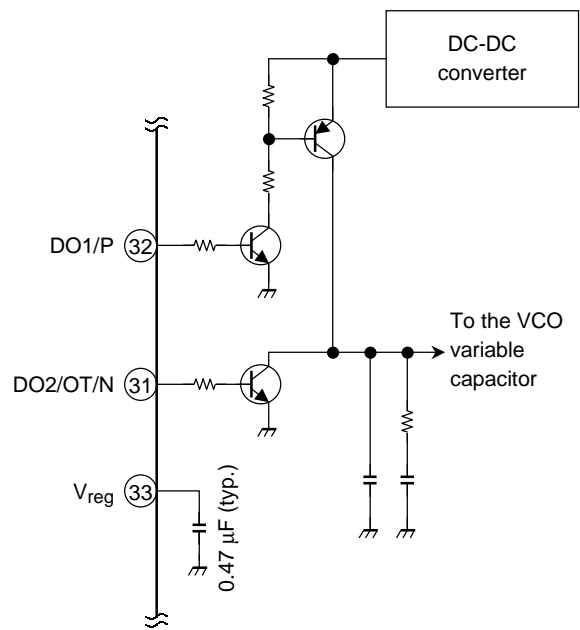 DC-DC
converter
DO1/P 32
To the VCO
variable
capacitor
DO2/OT/N 31
Vreg 33
0.47 μF (typ.)